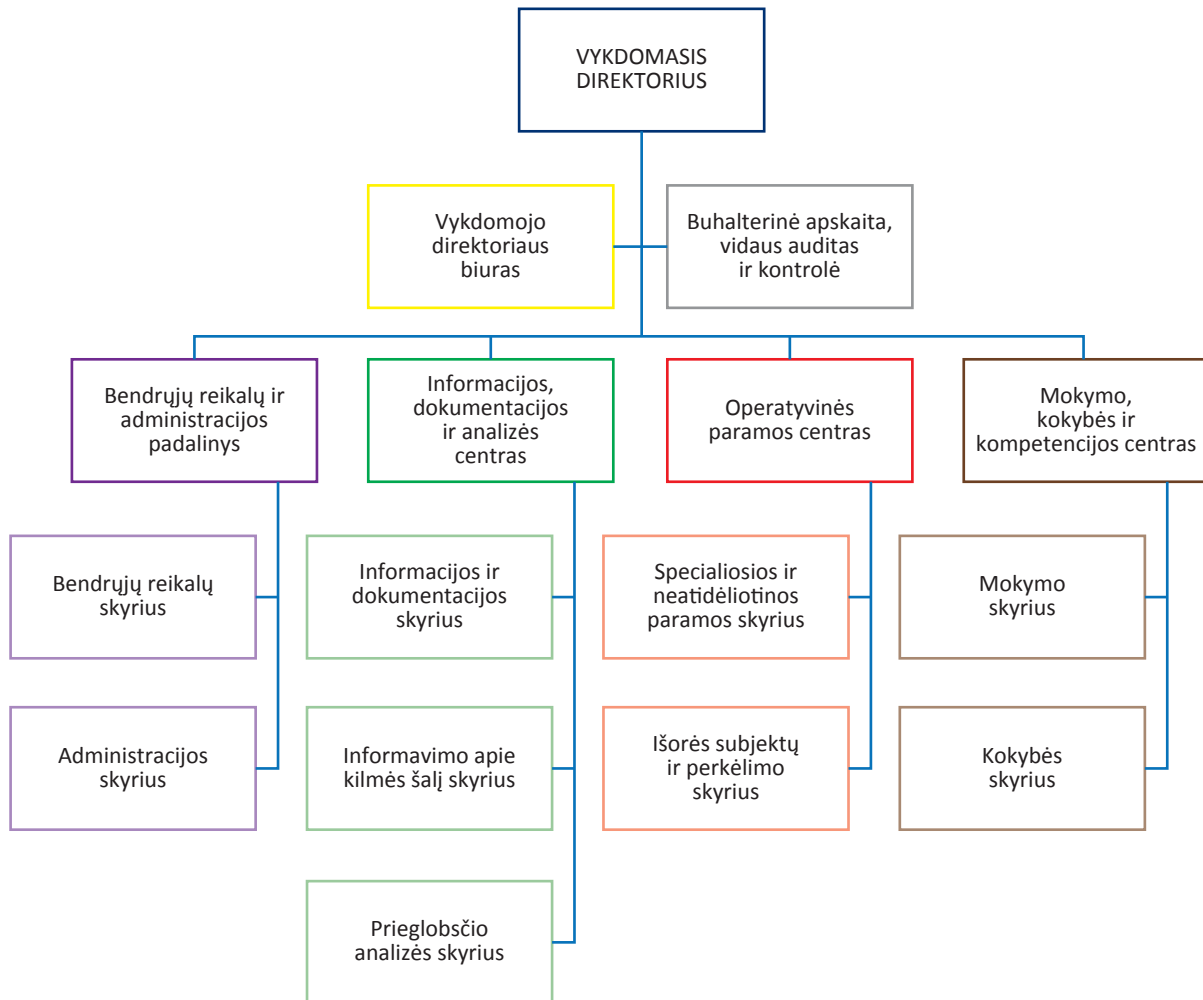 VYKDOMASIS
DIREKTORIUS
Vykdomojo
direktoriaus
biuras
Buhalterinė apskaita,
vidaus auditas
ir kontrolė
Bendrųjų reikalų ir
administracijos
padalinys
Informacijos,
dokumentacijos
ir analizės
centras
Operatyvinės
paramos centras
Mokymo,
kokybės ir
kompetencijos centras
Bendrųjų reikalų
skyrius
Informacijos ir
dokumentacijos
skyrius
Specialiosios ir
neatidėliotinos
paramos skyrius
Mokymo
skyrius
Administracijos
skyrius
Informavimo apie
kilmės šalį skyrius
Išorės subjektų
ir perkėlimo
skyrius
Kokybės
skyrius
Prieglobsčio
analizės skyrius